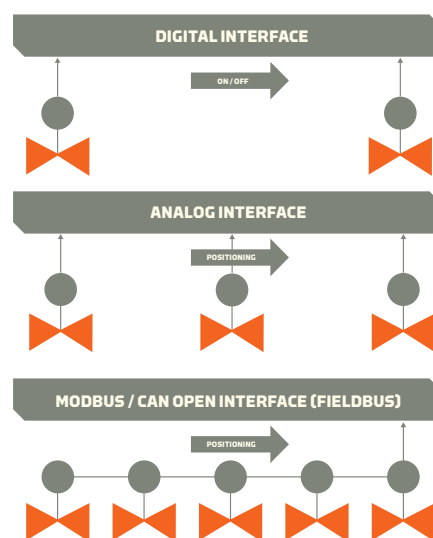 DIGITAL INTERFACE
ON / OFF
ANALOG INTERFACE
POSITIONING
MODBUS / CAN OPEN INTERFACE (FIELDBUS)
POSITIONING